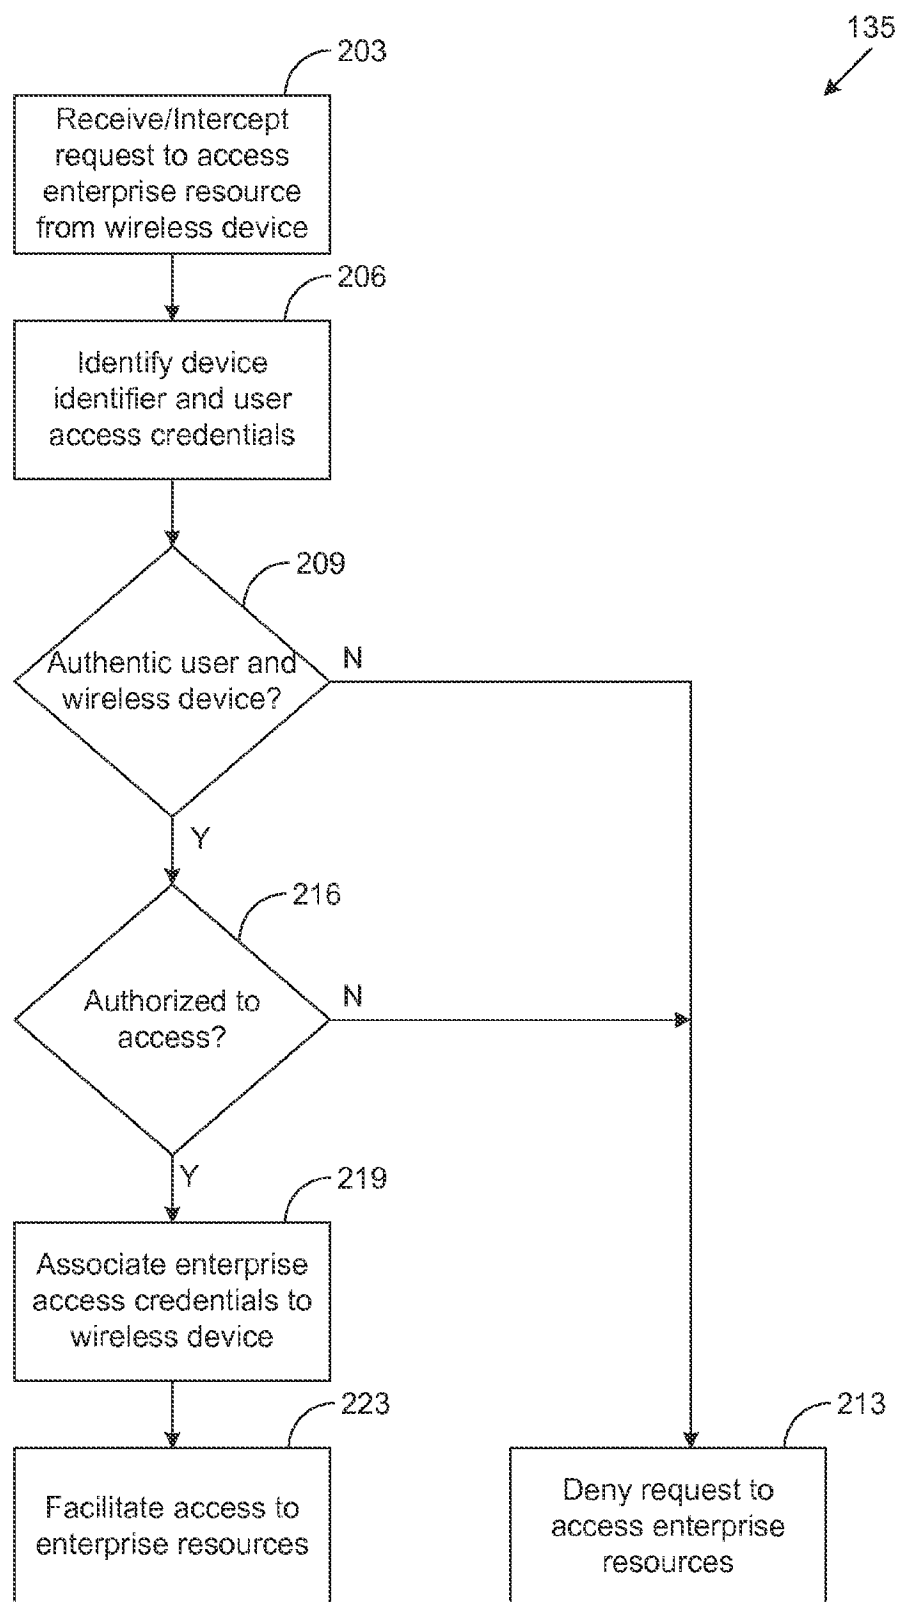 135
203
Receive/Intercept
request to access
enterprise resource
from wireless device
206
Identify device
identifier and user
access credentials
209
Authentic user and
wireless device?
N
Y
216
Authorized to
access?
N
Y
219
Associate enterprise
access credentials to
wireless device
223
Facilitate access to
enterprise resources
213
Deny request to
access enterprise
resources